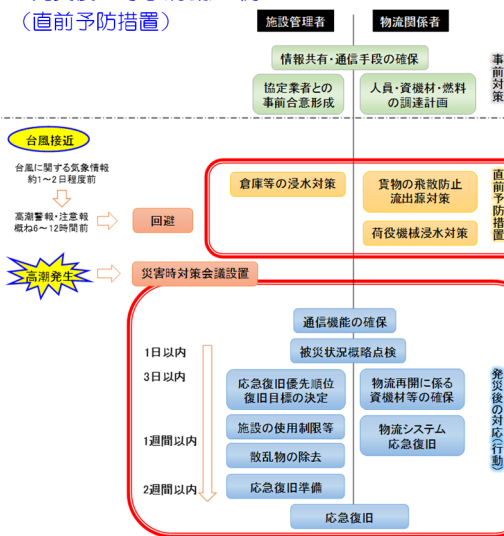 （直前予防措置）
施設管理者
物流関係者
情報共有・通信手段の確保
協定業者との
事前合意形成
人員・資機材・燃料
の調達計画
事前対策
台風接近
台風に関する気象情報
約1～2日程度前
高潮警報・注意報
概ね6～12時間前
回避
倉庫等の浸水対策
貨物の飛散防止
流出源対策
荷役機械浸水対策
直前予防措置
高潮発生
災害時対策会議設置
通信機能の確保
被災状況概略点検
1日以内
3日以内
1週間以内
2週間以内
応急復旧優先順位
復旧目標の決定
物流再開に係る
資機材等の確保
施設の使用制限等
物流システム
応急復旧
散乱物の除去
応急復旧準備
応急復旧
発災後の対応（行動）